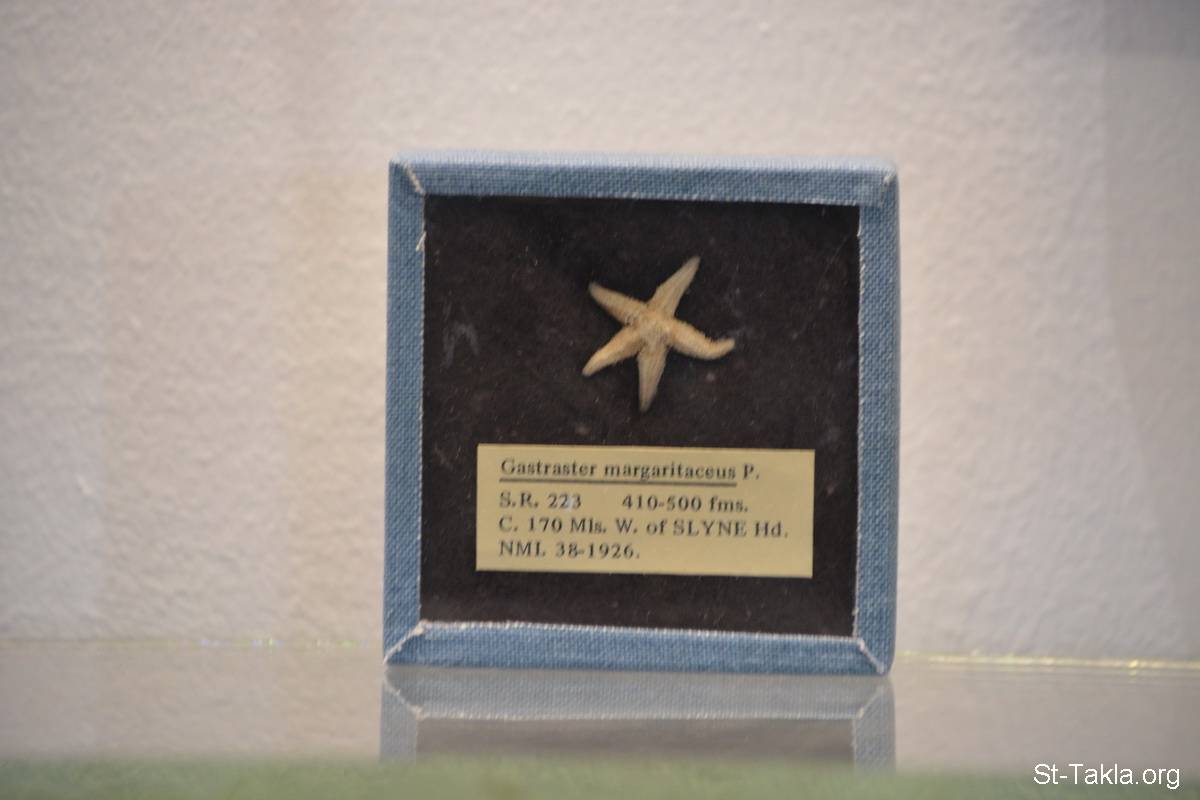 Gastraster margaritaceus P.
S.R. 223 410-500 fms.
C. 170 Mls. W. of SLYNE Hd.
NMI. 38-1926.
St-Takla.org